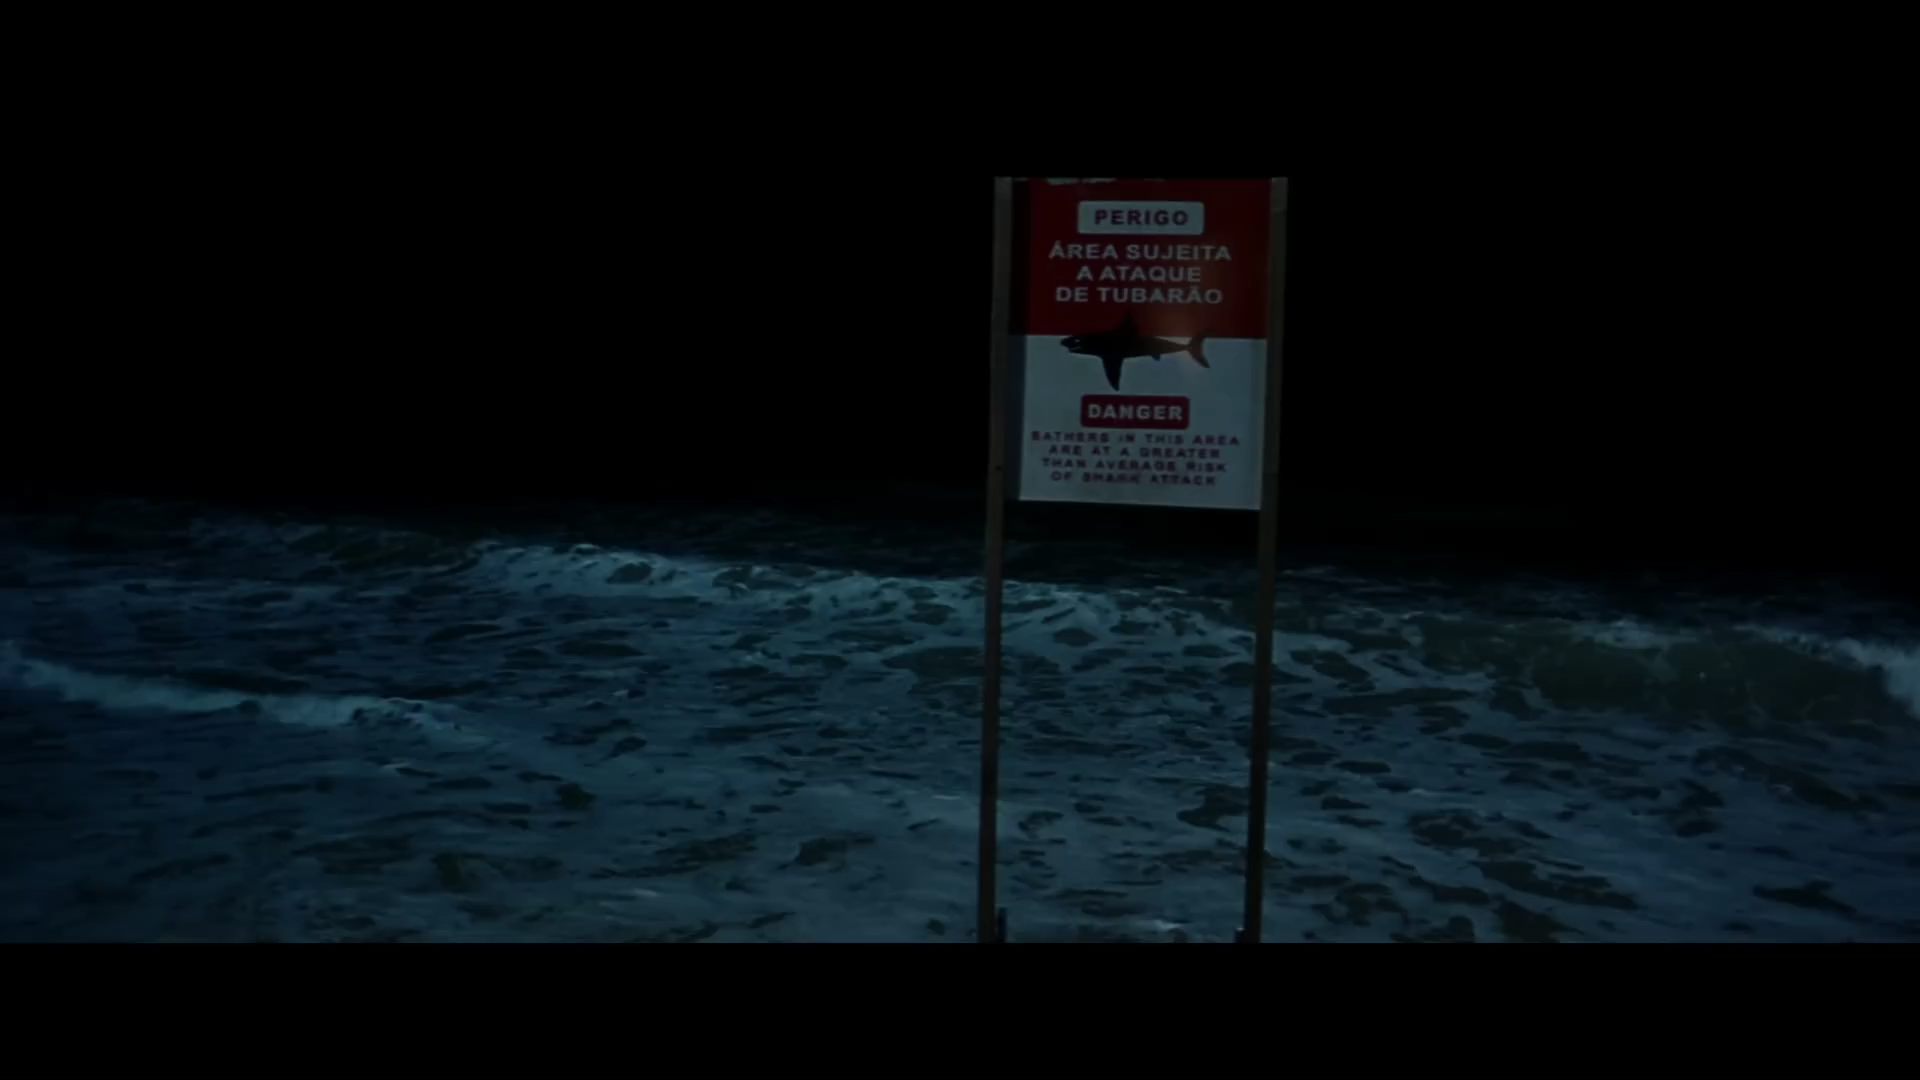 PERIGO
ÁREA SUJEITA
A ATAQUE
DE TUBARÃO
DANGER
BATHERS IN THIS AREA
ARE AT A GREATER
THAN AVERAGE RISK
OF SHARK ATTACK